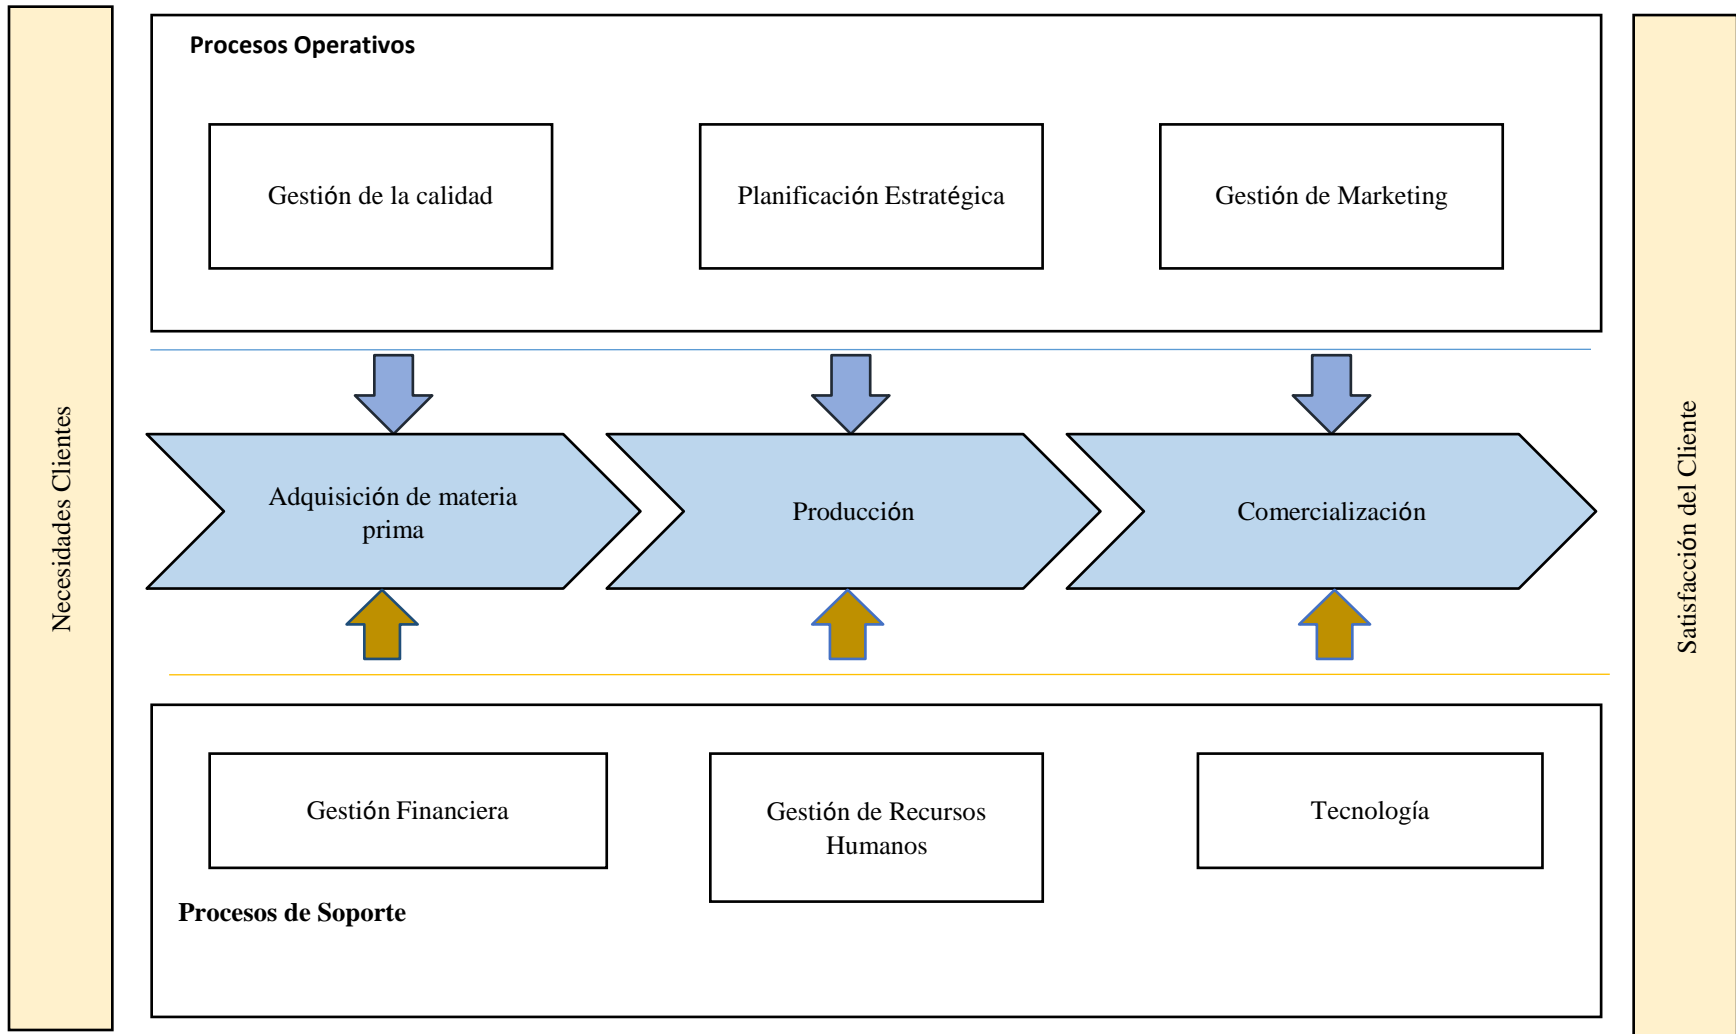 Procesos Operativos
Gestión de la calidad
Planificación Estratégica
Gestión de Marketing
Necesidades Clientes
Adquisición de materia
prima
Producción
Comercialización
Satisfacción del Cliente
Gestión Financiera
Gestión de Recursos
Humanos
Tecnología
Procesos de Soporte